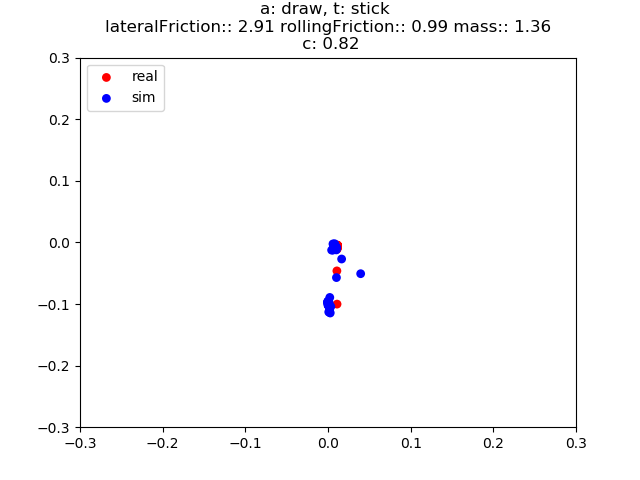 a: draw, t: stick
lateralFriction:: 2.91 rollingFriction:: 0.99 mass:: 1.36
c: 0.82
real
sim
0.3
0.2
0.1
0.0
−0.1
−0.2
−0.3
−0.3
−0.2
−0.1
0.0
0.1
0.2
0.3